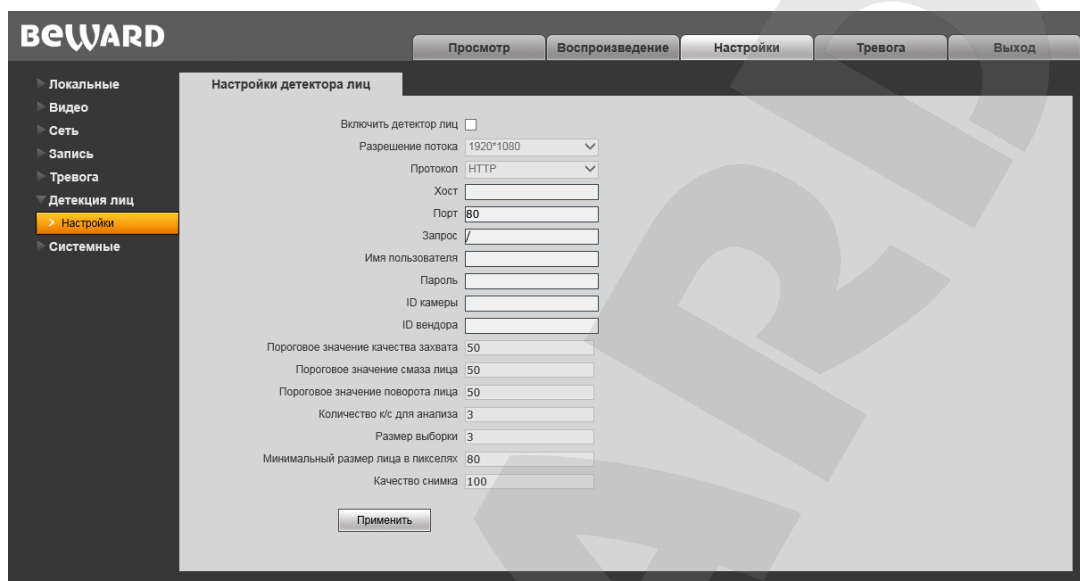 BEWARD
Просмотр
Воспроизведение
Настройки
Тревога
Выход
Локальные
Видео
Сеть
Запись
Тревога
Детекция лиц
> Настройки
Системные
Настройки детектора лиц
Включить детектор лиц
Разрешение потока 1920*1080
Протокол HTTP
Хост
Порт 80
Запрос /
Имя пользователя
Пароль
ID камеры
ID вендора
Пороговое значение качества захвата 50
Пороговое значение смаза лица 50
Пороговое значение поворота лица 50
Количество к/с для анализа 3
Размер выборки 3
Минимальный размер лица в пикселях 80
Качество снимка 100
Применить